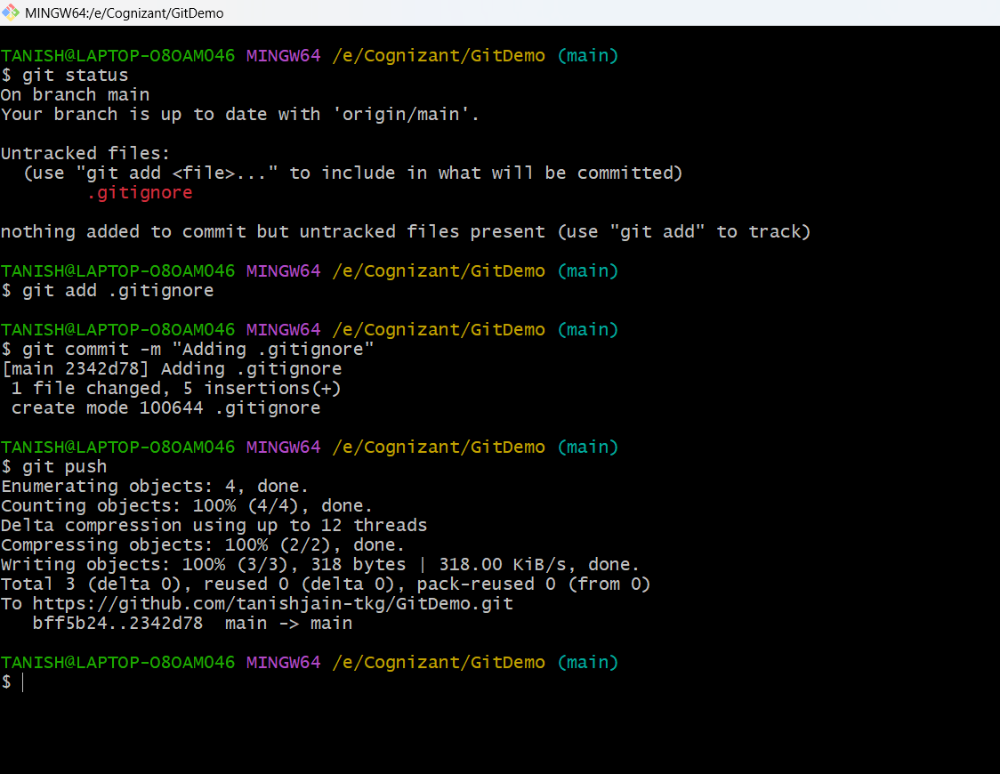 MINGW64:/e/Cognizant/GitDemo
TANISH@LAPTOP-O8OAM046 MINGW64 /e/Cognizant/GitDemo (main)
$ git status
On branch main
Your branch is up to date with 'origin/main'.
Untracked files:
  (use "git add <file>..." to include in what will be committed)
        .gitignore
nothing added to commit but untracked files present (use "git add" to track)
TANISH@LAPTOP-O8OAM046 MINGW64 /e/Cognizant/GitDemo (main)
$ git add .gitignore
TANISH@LAPTOP-O8OAM046 MINGW64 /e/Cognizant/GitDemo (main)
$ git commit -m "Adding .gitignore"
[main 2342d78] Adding .gitignore
 1 file changed, 5 insertions(+)
 create mode 100644 .gitignore
TANISH@LAPTOP-O8OAM046 MINGW64 /e/Cognizant/GitDemo (main)
$ git push
Enumerating objects: 4, done.
Counting objects: 100% (4/4), done.
Delta compression using up to 12 threads
Compressing objects: 100% (2/2), done.
Writing objects: 100% (3/3), 318 bytes | 318.00 KiB/s, done.
Total 3 (delta 0), reused 0 (delta 0), pack-reused 0 (from 0)
To https://github.com/tanishjain-tkg/GitDemo.git
   bff5b24..2342d78  main -> main
TANISH@LAPTOP-O8OAM046 MINGW64 /e/Cognizant/GitDemo (main)
$